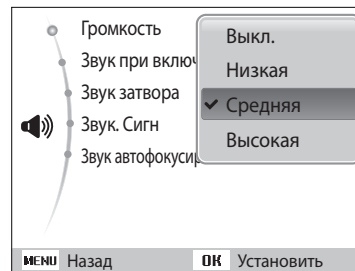 Громкость
Звук при включ
Звук затвора
Звук. Сигн
Звук автофокусир
Выкл.
Низкая
Средняя
Высокая
MENU Назад OK Установить